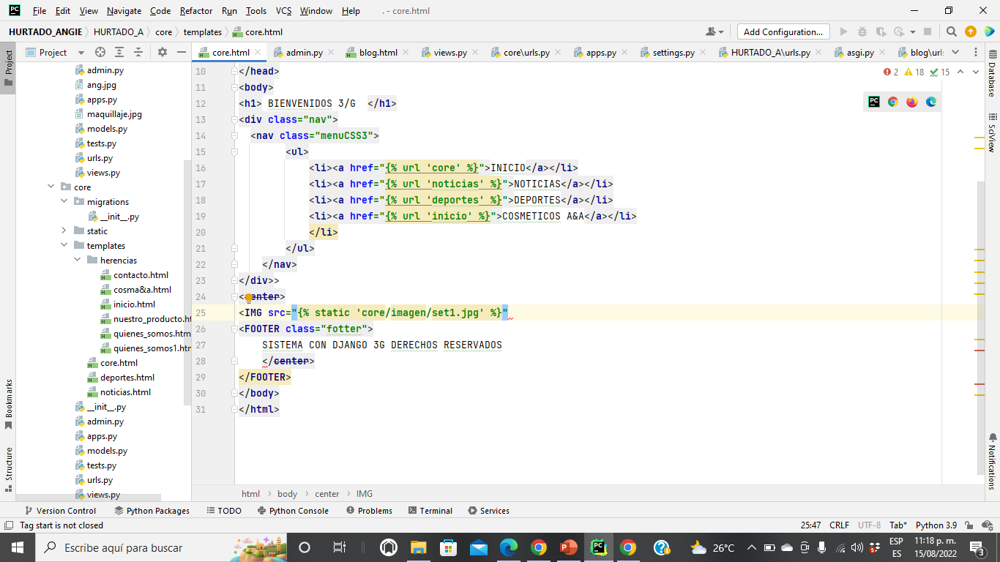 PC File Edit View Navigate Code Refactor Run Tools VCS Window Help . - core.html
HURTADO_ANGIE HURTADO_A core templates core.html Add Configuration...
Project core.html admin.py blog.html views.py core\urls.py apps.py settings.py HURTADO_A\urls.py asgi.py blog\url
Project
Bookmarks
Structure
admin.py
ang.jpg
apps.py
maquillaje.jpg
models.py
tests.py
urls.py
views.py
core
migrations
__init__.py
static
templates
herencias
contacto.html
cosma&a.html
inicio.html
nuestro_producto.ht
quienes_somos.htm
quienes_somos1.htm
core.html
deportes.html
noticias.html
__init__.py
admin.py
apps.py
models.py
tests.py
urls.py
views.py
2 18 15
10 </head>
11 <body>
12 <h1> BIENVENIDOS 3/G </h1>
13 <div class="nav">
14 <nav class="menuCSS3">
15 <ul>
16 <li><a href="{% url 'core' %}">INICIO</a></li>
17 <li><a href="{% url 'noticias' %}">NOTICIAS</a></li>
18 <li><a href="{% url 'deportes' %}">DEPORTES</a></li>
19 <li><a href="{% url 'inicio' %}">COSMETICOS A&A</a></li>
20 </li>
21 </ul>
22 </nav>
23 </div>>
24 <center>
25 <IMG src="{% static 'core/imagen/set1.jpg' %}"
26 <FOOTER class="fotter">
27 SISTEMA CON DJANGO 3G DERECHOS RESERVADOS
28 </center>
29 </FOOTER>
30 </body>
31 </html>
Database
SciView
Notifications
html body center IMG
Version Control Python Packages TODO Python Console Problems Terminal Services
Tag start is not closed 25:47 CRLF UTF-8 Tab* Python 3.9
Escribe aquí para buscar 26°C ESP 11:18 p. m.
ES 15/08/2022 3